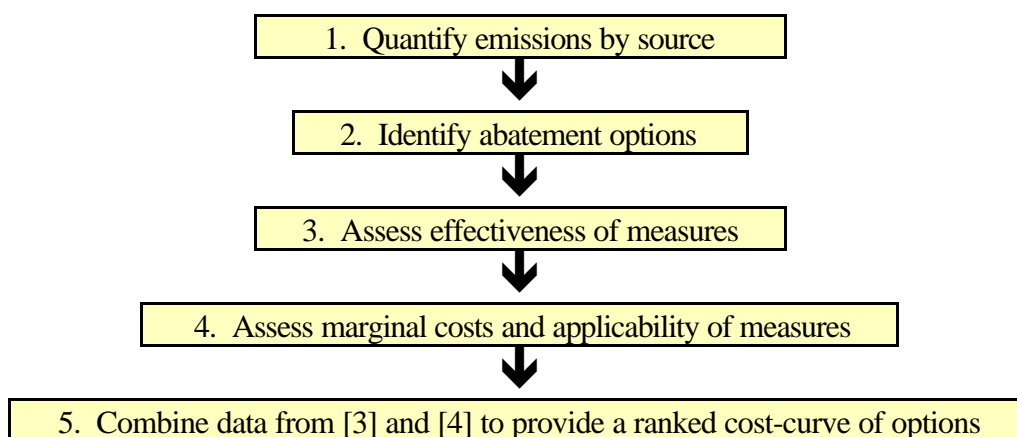 1. Quantify emissions by source
2. Identify abatement options
3. Assess effectiveness of measures
4. Assess marginal costs and applicability of measures
5. Combine data from [3] and [4] to provide a ranked cost-curve of options